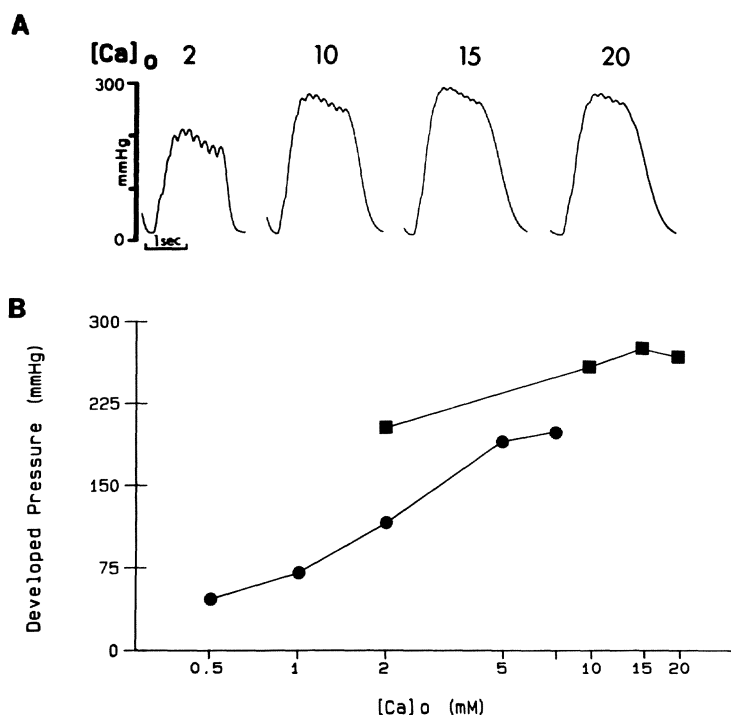 A
[Ca]o 2 10 15 20
300
mmHg
0
1sec
B
300
225
150
75
0
Developed Pressure (mmHg)
0.5 1 2 5 10 15 20
[Ca]o (mM)